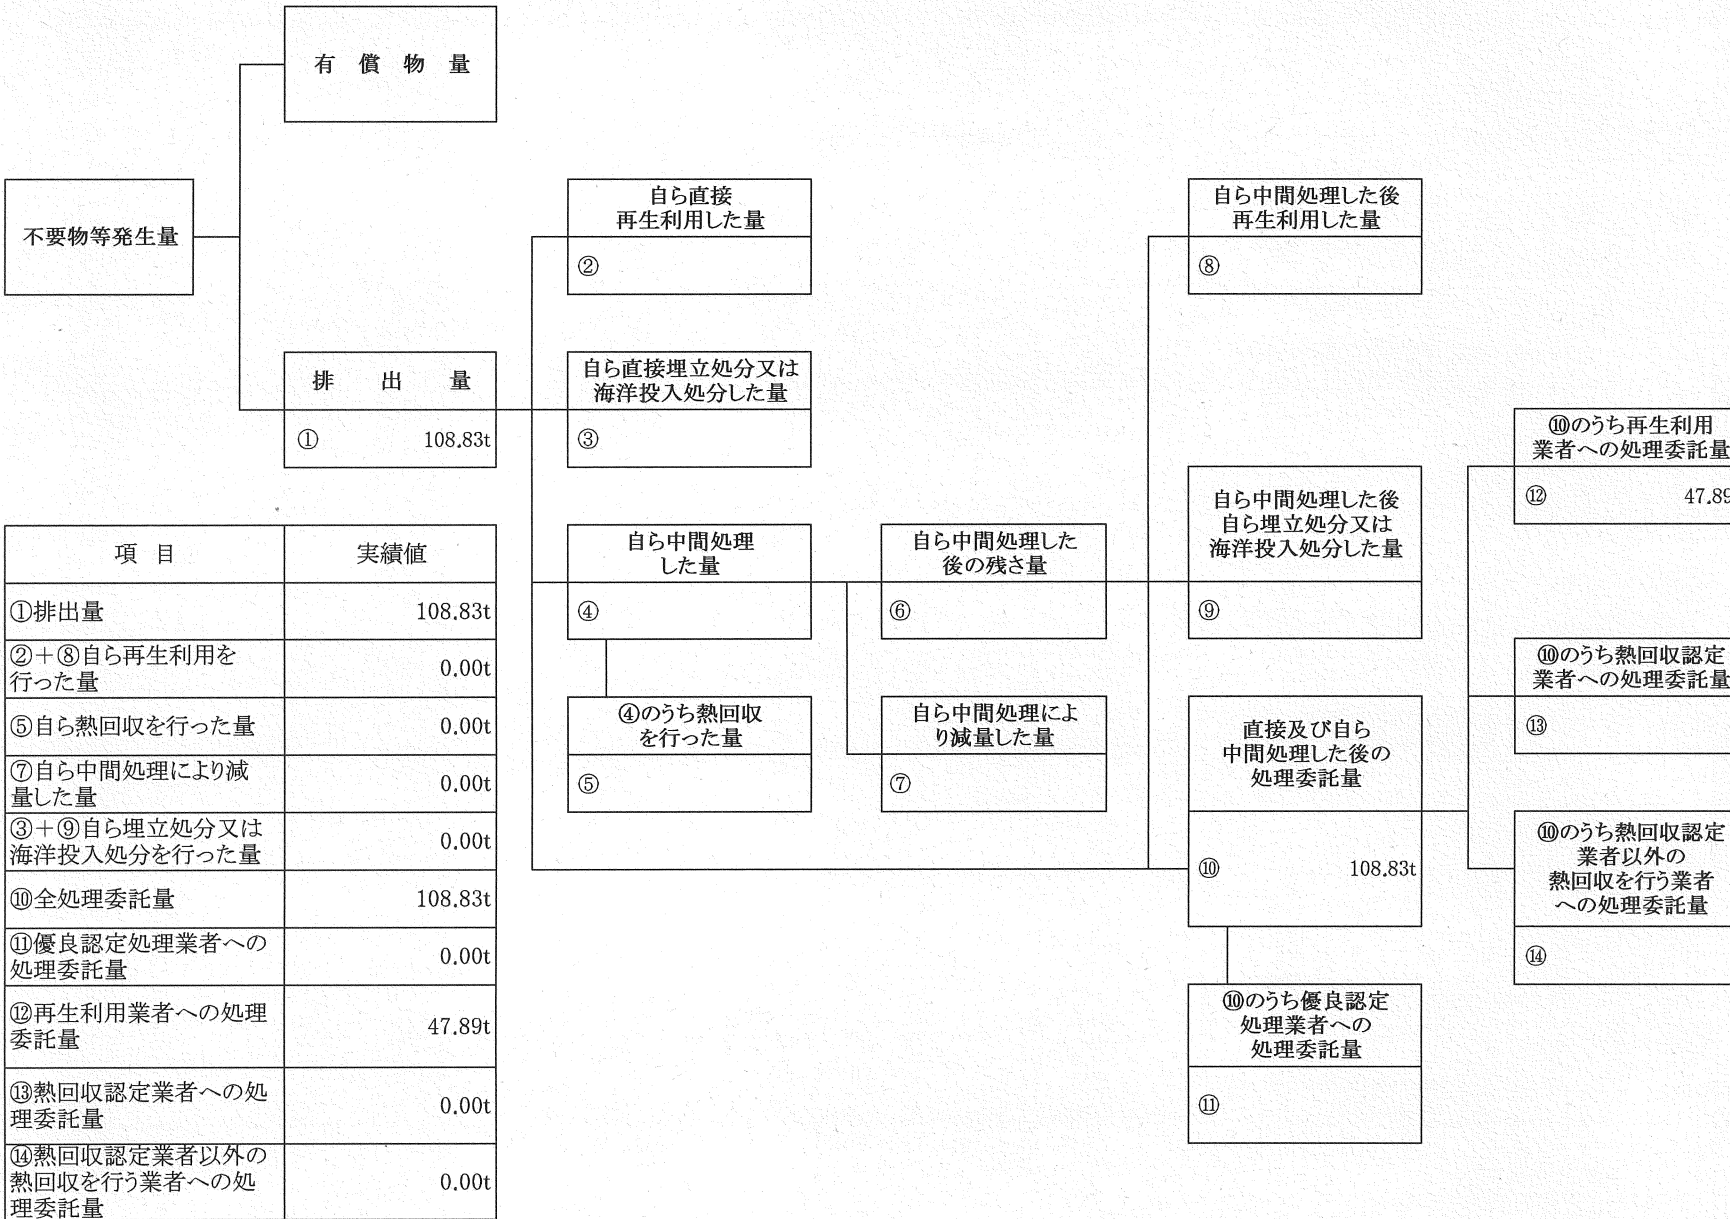 有償物量
不要物等発生量
排出量
① 108.83t
自ら直接
再生利用した量
②
自ら直接埋立処分又は
海洋投入処分した量
③
自ら中間処理
した量
④
④のうち熱回収
を行った量
⑤
自ら中間処理した
後の残さ量
⑥
自ら中間処理によ
り減量した量
⑦
自ら中間処理した後
再生利用した量
⑧
自ら中間処理した後
自ら埋立処分又は
海洋投入処分した量
⑨
直接及び自ら
中間処理した後の
処理委託量
⑩ 108.83t
⑩のうち優良認定
処理業者への
処理委託量
⑪
⑩のうち再生利用
業者への処理委託量
⑫ 47.89
⑩のうち熱回収認定
業者への処理委託量
⑬
⑩のうち熱回収認定
業者以外の
熱回収を行う業者
への処理委託量
⑭
項目 実績値
①排出量 108.83t
②+⑧自ら再生利用を
行った量 0.00t
⑤自ら熱回収を行った量 0.00t
⑦自ら中間処理により減
量した量 0.00t
③+⑨自ら埋立処分又は
海洋投入処分を行った量 0.00t
⑩全処理委託量 108.83t
⑪優良認定処理業者への
処理委託量 0.00t
⑫再生利用業者への処理
委託量 47.89t
⑬熱回収認定業者への処
理委託量 0.00t
⑭熱回収認定業者以外の
熱回収を行う業者への処
理委託量 0.00t